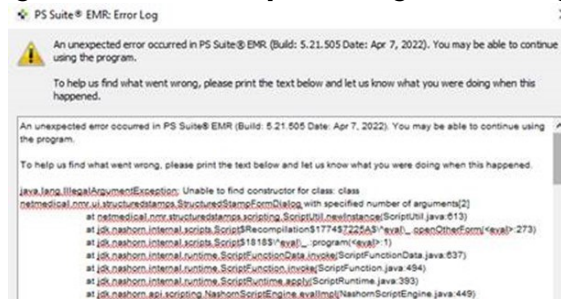 PS Suite® EMR: Error Log
An unexpected error occurred in PS Suite® EMR (Build: 5.21.505 Date: Apr 7, 2022). You may be able to continue
using the program.
To help us find what went wrong, please print the text below and let us know what you were doing when this
happened.
An unexpected error occurred in PS Suite® EMR (Build: 5.21.505 Date: Apr 7, 2022). You may be able to continue using
the program.
To help us find what went wrong, please print the text below and let us know what you were doing when this happened.
java.lang.IllegalArgumentException: Unable to find constructor for class: class
netmedical.nmr.ui.structuredstamps.StructuredStampFormDialog with specified number of arguments[2]
at netmedical.nmr.structuredstamps.scripting.ScriptUtil.newInstance(ScriptUtil.java:613)
at jdk.nashorn.internal.scripts.Script$Recompilation$17745$7225A$\^eval\_.openOtherForm(<eval>:273)
at jdk.nashorn.internal.scripts.Script$1818$\^eval\_.:program(<eval>:1)
at jdk.nashorn.internal.runtime.ScriptFunctionData.invoke(ScriptFunctionData.java:637)
at jdk.nashorn.internal.runtime.ScriptFunction.invoke(ScriptFunction.java:494)
at jdk.nashorn.internal.runtime.ScriptRuntime.apply(ScriptRuntime.java:393)
at jdk.nashorn.api.scripting.NashornScriptEngine.evalImpl(NashornScriptEngine.java:449)